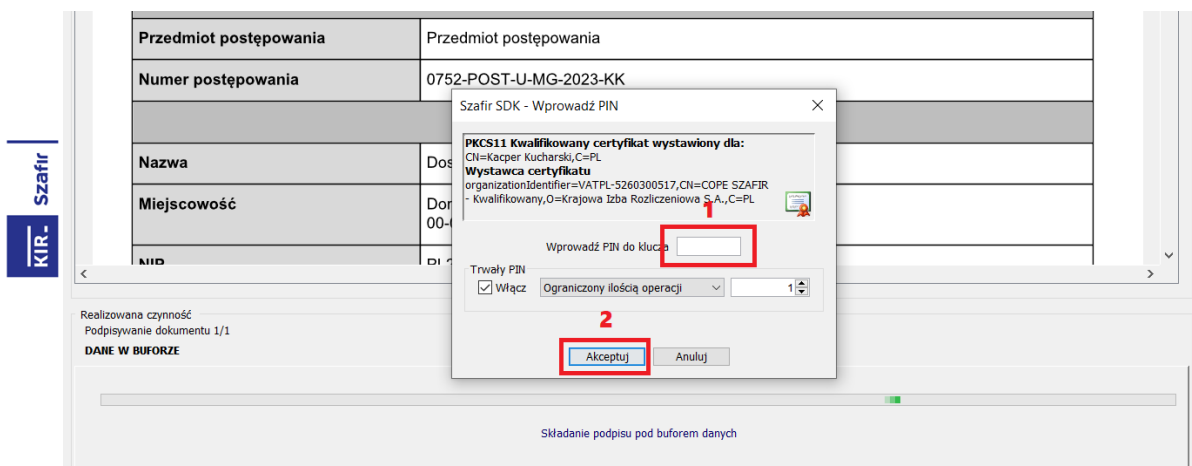 Przedmiot postępowania Przedmiot postępowania
Numer postępowania 0752-POST-U-MG-2023-KK
Szafir SDK - Wprowadź PIN
PKCS11 Kwalifikowany certyfikat wystawiony dla:
CN=Kacper Kucharski,C=PL
Wystawca certyfikatu
organizationIdentifier=VATPL-5260300517,CN=COPE SZAFIR
- Kwalifikowany,O=Krajowa Izba Rozliczeniowa S.A.,C=PL
Nazwa Dos
Miejscowość Dor
00-
NIP
1
Wprowadź PIN do klucza
Trwały PIN
Włącz Ograniczony ilością operacji 1
2
Akceptuj Anuluj
KIR Szafir
Realizowana czynność
Podpisywanie dokumentu 1/1
DANE W BUFORZE
Składanie podpisu pod buforem danych